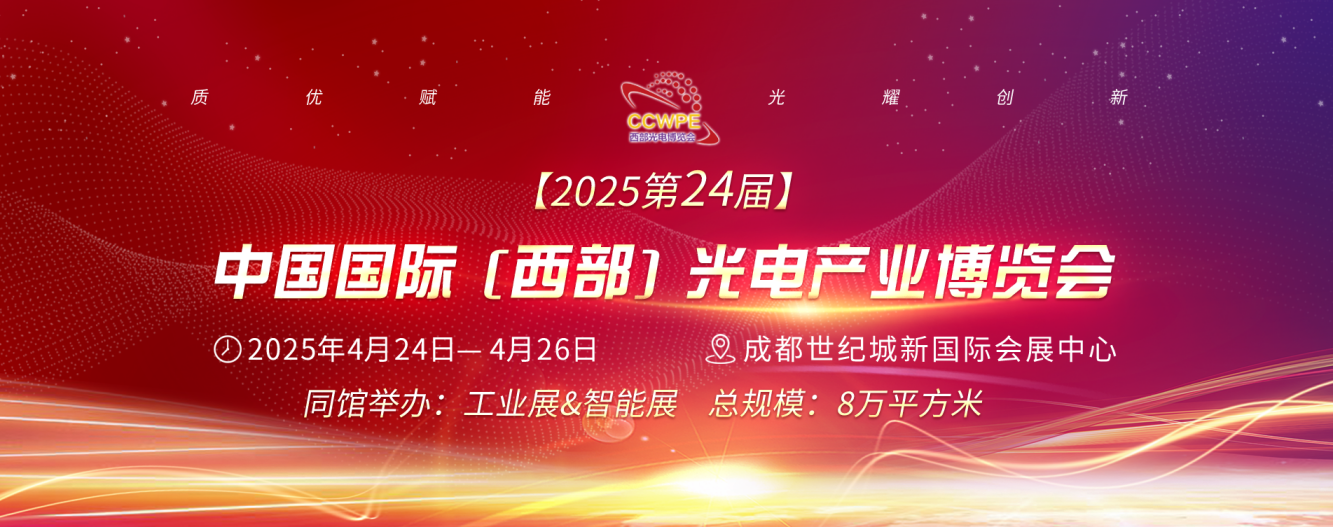 质优赋能 光耀创新
CCWPE
西部光电博览会
【2025第24届】
中国国际（西部）光电产业博览会
2025年4月24日— 4月26日 成都世纪城新国际会展中心
同馆举办：工业展&智能展 总规模：8万平方米